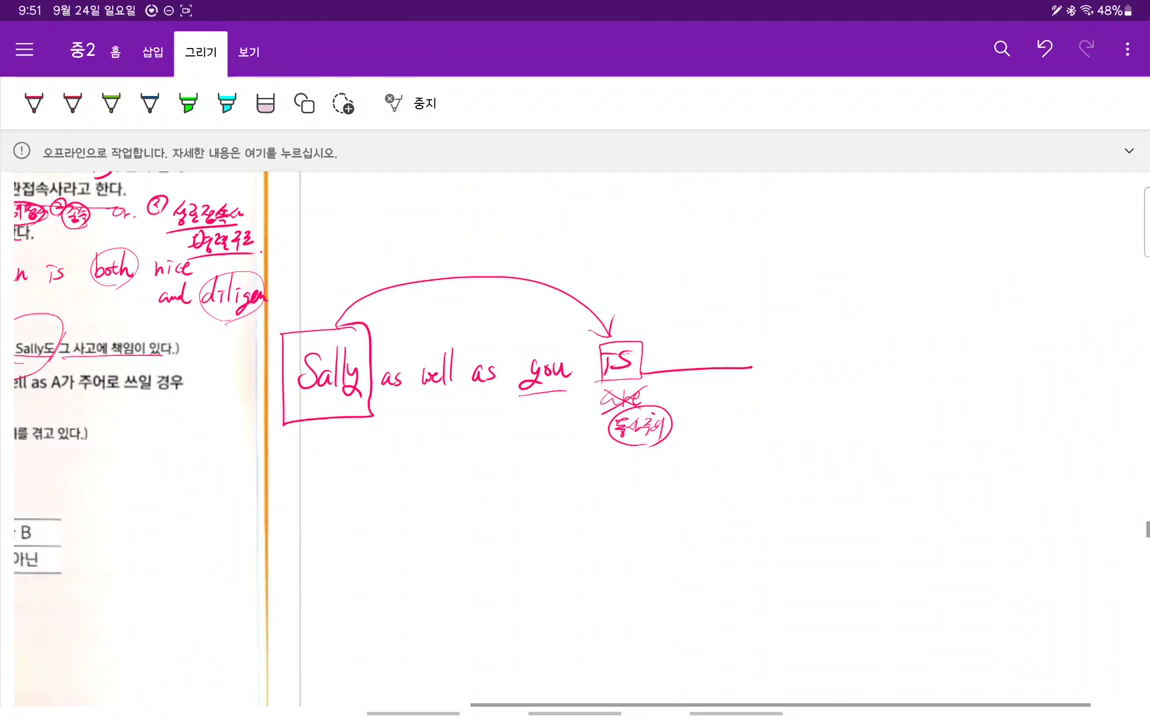 9:51 9월 24일 일요일
48%
중2 홈 삽입 그리기 보기
중지
오프라인으로 작업합니다. 자세한 내용은 여기를 누르십시오.
관접속사라고 한다.
② 상관접속사
병렬구조
한다.
n is both nice
and diligen
Sally도 그 사고에 책임이 있다.)
ell as A가 주어로 쓰일 경우
를 겪고 있다.)
B
아닌
Sally as well as you is
are
동사주의